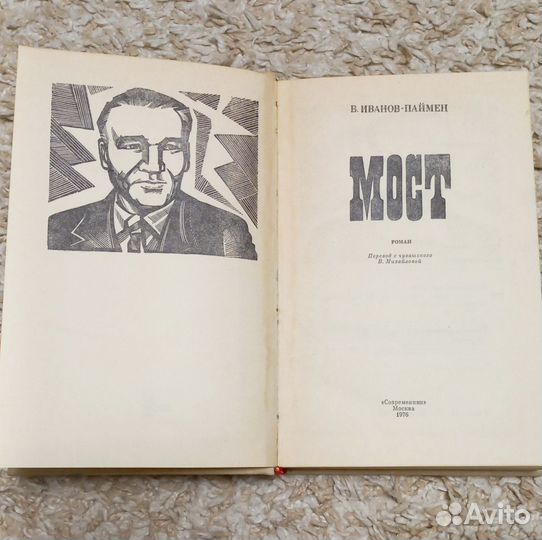 В. ИВАНОВ-ПАЙМЕН
МОСТ
РОМАН
Перевод с чувашского
В. Михайловой
«Современник»
Москва
1976
Avito